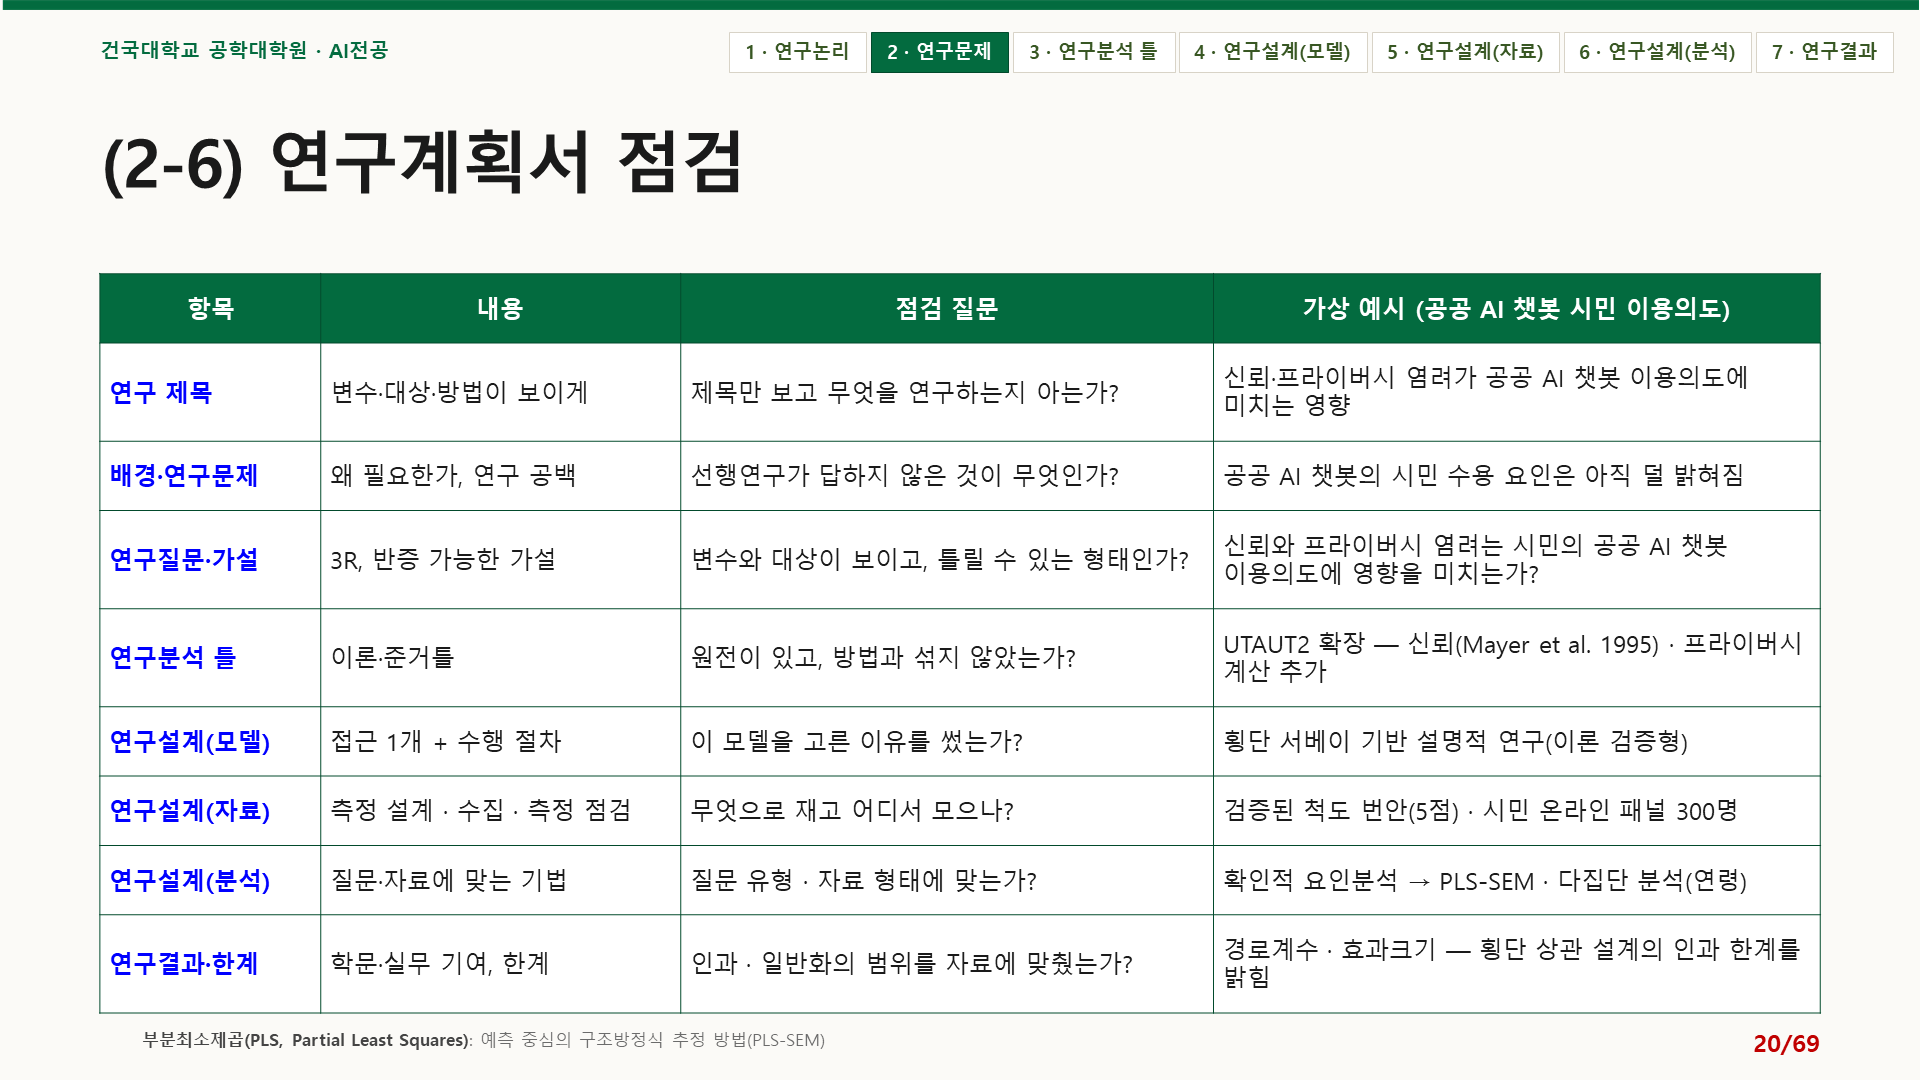 건국대학교 공학대학원 · AI전공
1 · 연구논리
2 · 연구문제
3 · 연구분석 틀
4 · 연구설계(모델)
5 · 연구설계(자료)
6 · 연구설계(분석)
7 · 연구결과
(2-6) 연구계획서 점검
항목
내용
점검 질문
가상 예시 (공공 AI 챗봇 시민 이용의도)
연구 제목
변수·대상·방법이 보이게
제목만 보고 무엇을 연구하는지 아는가?
신뢰·프라이버시 염려가 공공 AI 챗봇 이용의도에
미치는 영향
배경·연구문제
왜 필요한가, 연구 공백
선행연구가 답하지 않은 것이 무엇인가?
공공 AI 챗봇의 시민 수용 요인은 아직 덜 밝혀짐
연구질문·가설
3R, 반증 가능한 가설
변수와 대상이 보이고, 틀릴 수 있는 형태인가?
신뢰와 프라이버시 염려는 시민의 공공 AI 챗봇
이용의도에 영향을 미치는가?
연구분석 틀
이론·준거틀
원전이 있고, 방법과 섞지 않았는가?
UTAUT2 확장 — 신뢰(Mayer et al. 1995) · 프라이버시
계산 추가
연구설계(모델)
접근 1개 + 수행 절차
이 모델을 고른 이유를 썼는가?
횡단 서베이 기반 설명적 연구(이론 검증형)
연구설계(자료)
측정 설계 · 수집 · 측정 점검
무엇으로 재고 어디서 모으나?
검증된 척도 번안(5점) · 시민 온라인 패널 300명
연구설계(분석)
질문·자료에 맞는 기법
질문 유형 · 자료 형태에 맞는가?
확인적 요인분석 → PLS-SEM · 다집단 분석(연령)
연구결과·한계
학문·실무 기여, 한계
인과 · 일반화의 범위를 자료에 맞췄는가?
경로계수 · 효과크기 — 횡단 상관 설계의 인과 한계를
밝힘
부분최소제곱(PLS, Partial Least Squares): 예측 중심의 구조방정식 추정 방법(PLS-SEM)
20/69